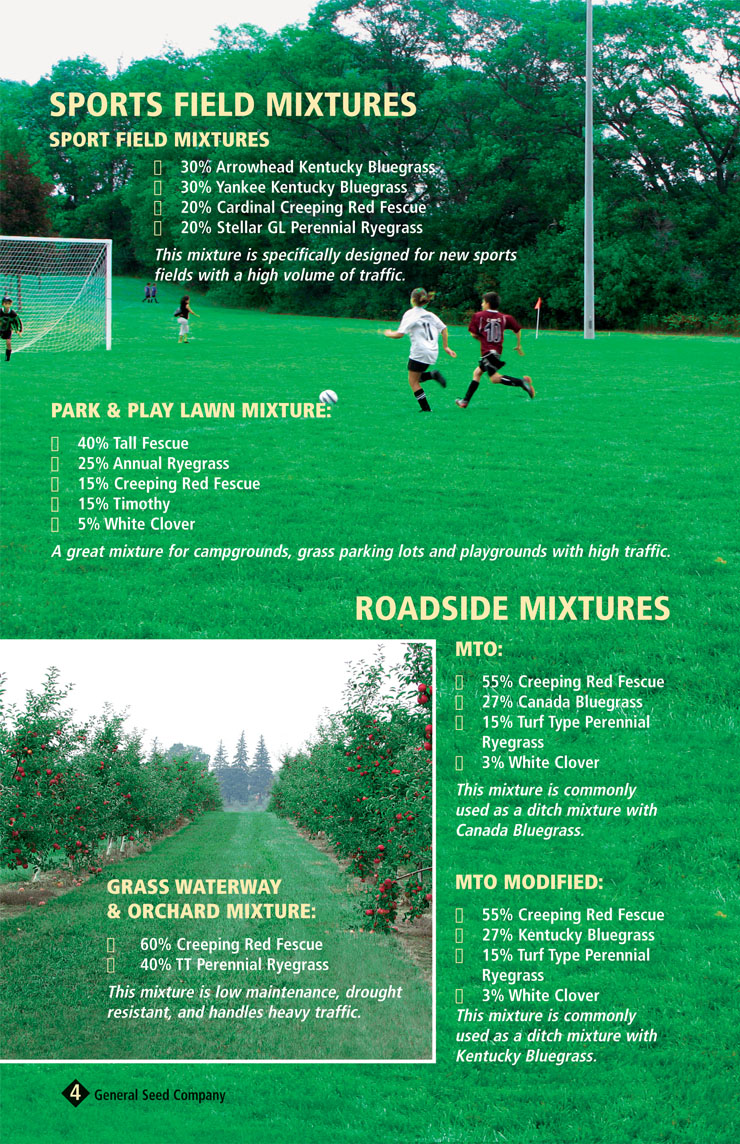 SPORTS FIELD MIXTURES
SPORT FIELD MIXTURES
30% Arrowhead Kentucky Bluegrass
30% Yankee Kentucky Bluegrass
20% Cardinal Creeping Red Fescue
20% Stellar GL Perennial Ryegrass
This mixture is specifically designed for new sports
fields with a high volume of traffic.
11
10
PARK & PLAY LAWN MIXTURE:
40% Tall Fescue
25% Annual Ryegrass
15% Creeping Red Fescue
15% Timothy
5% White Clover
A great mixture for campgrounds, grass parking lots and playgrounds with high traffic.
ROADSIDE MIXTURES
MTO:
55% Creeping Red Fescue
27% Canada Bluegrass
15% Turf Type Perennial
Ryegrass
3% White Clover
This mixture is commonly
used as a ditch mixture with
Canada Bluegrass.
GRASS WATERWAY
& ORCHARD MIXTURE:
60% Creeping Red Fescue
40% TT Perennial Ryegrass
This mixture is low maintenance, drought
resistant, and handles heavy traffic.
MTO MODIFIED:
55% Creeping Red Fescue
27% Kentucky Bluegrass
15% Turf Type Perennial
Ryegrass
3% White Clover
This mixture is commonly
used as a ditch mixture with
Kentucky Bluegrass.
4 General Seed Company